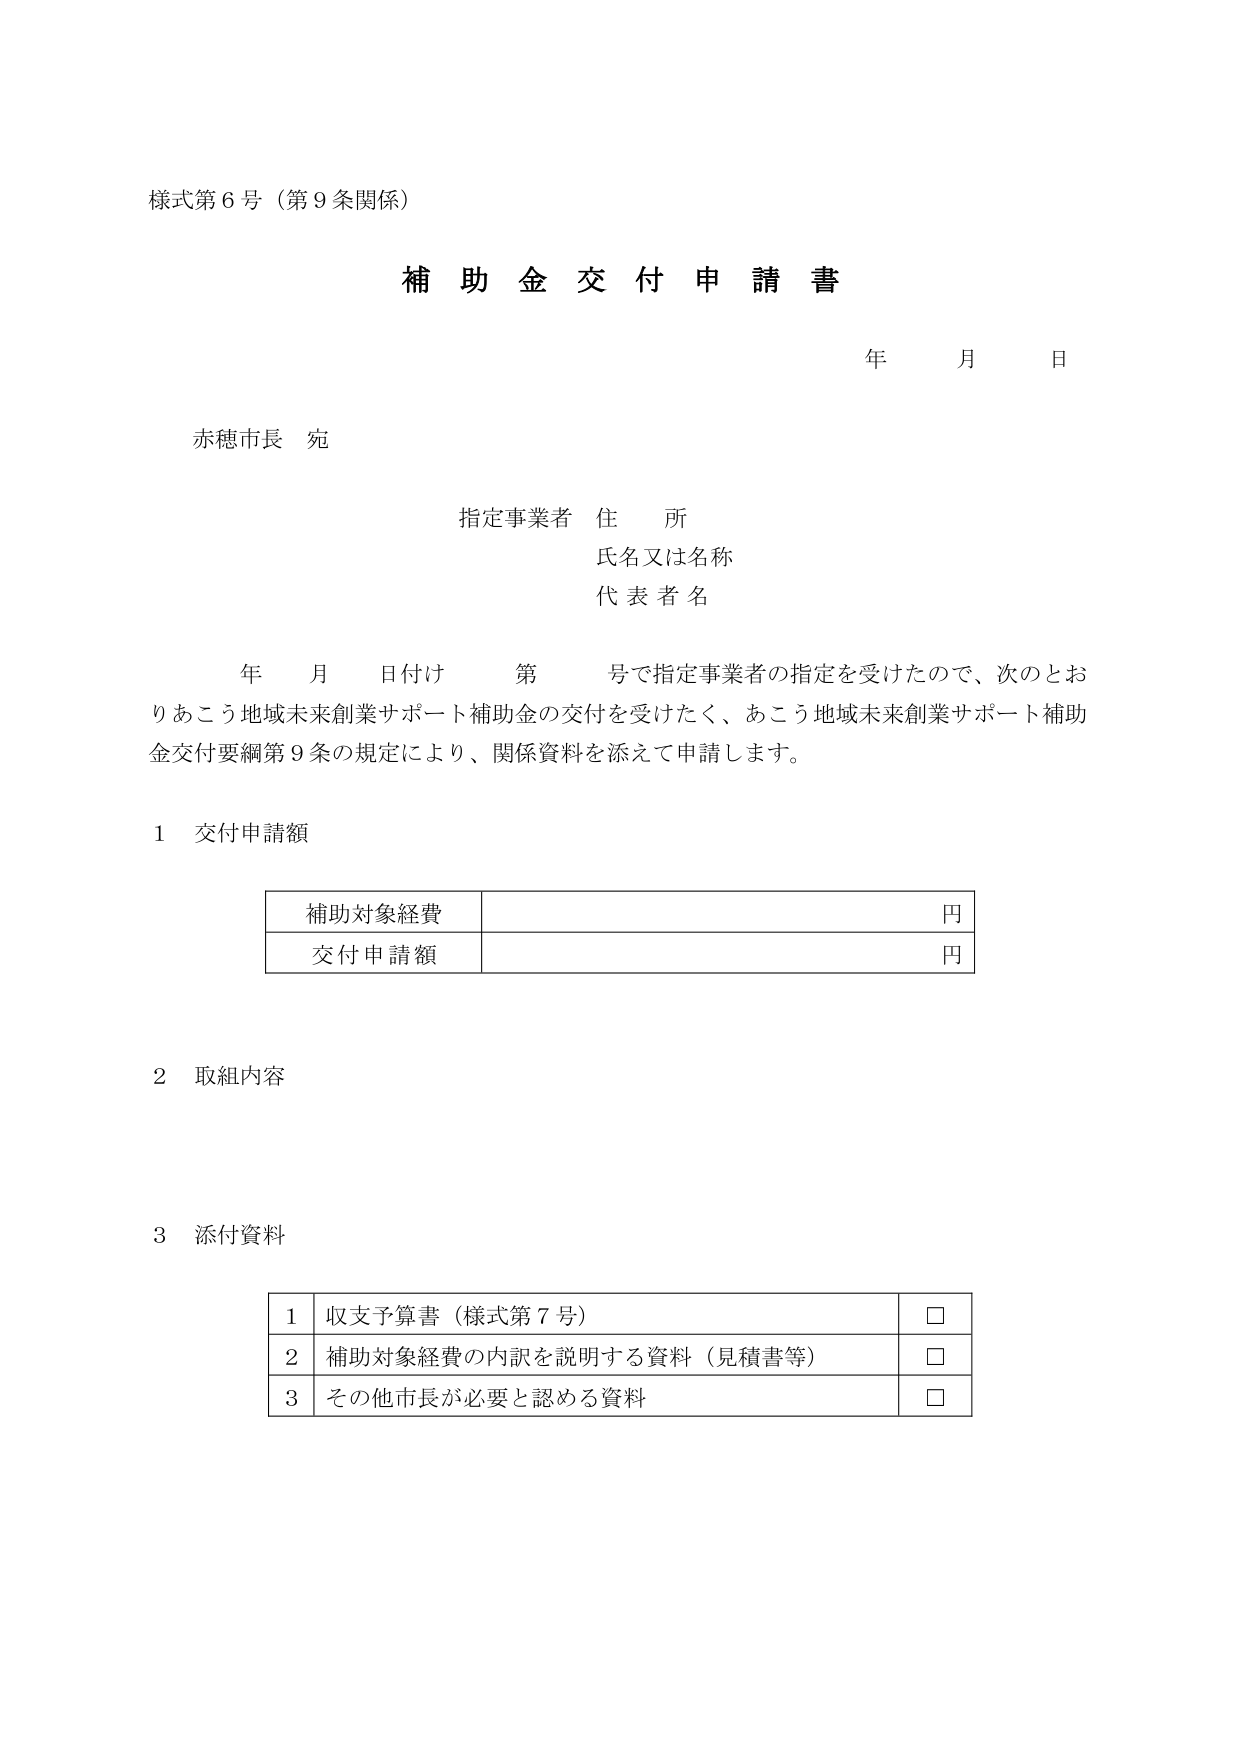 様式第６号（第９条関係）
補　助　金　交　付　申　請　書
年　　　月　　　日
赤穂市長　宛
指定事業者　住　　所
氏名又は名称
代 表 者 名
年　　月　　日付け　　　第　　　号で指定事業者の指定を受けたので、次のとお
りあこう地域未来創業サポート補助金の交付を受けたく、あこう地域未来創業サポート補助
金交付要綱第９条の規定により、関係資料を添えて申請します。
１　交付申請額
補助対象経費　円
交付申請額　円
２　取組内容
３　添付資料
１　収支予算書（様式第７号）　□
２　補助対象経費の内訳を説明する資料（見積書等）　□
３　その他市長が必要と認める資料　□